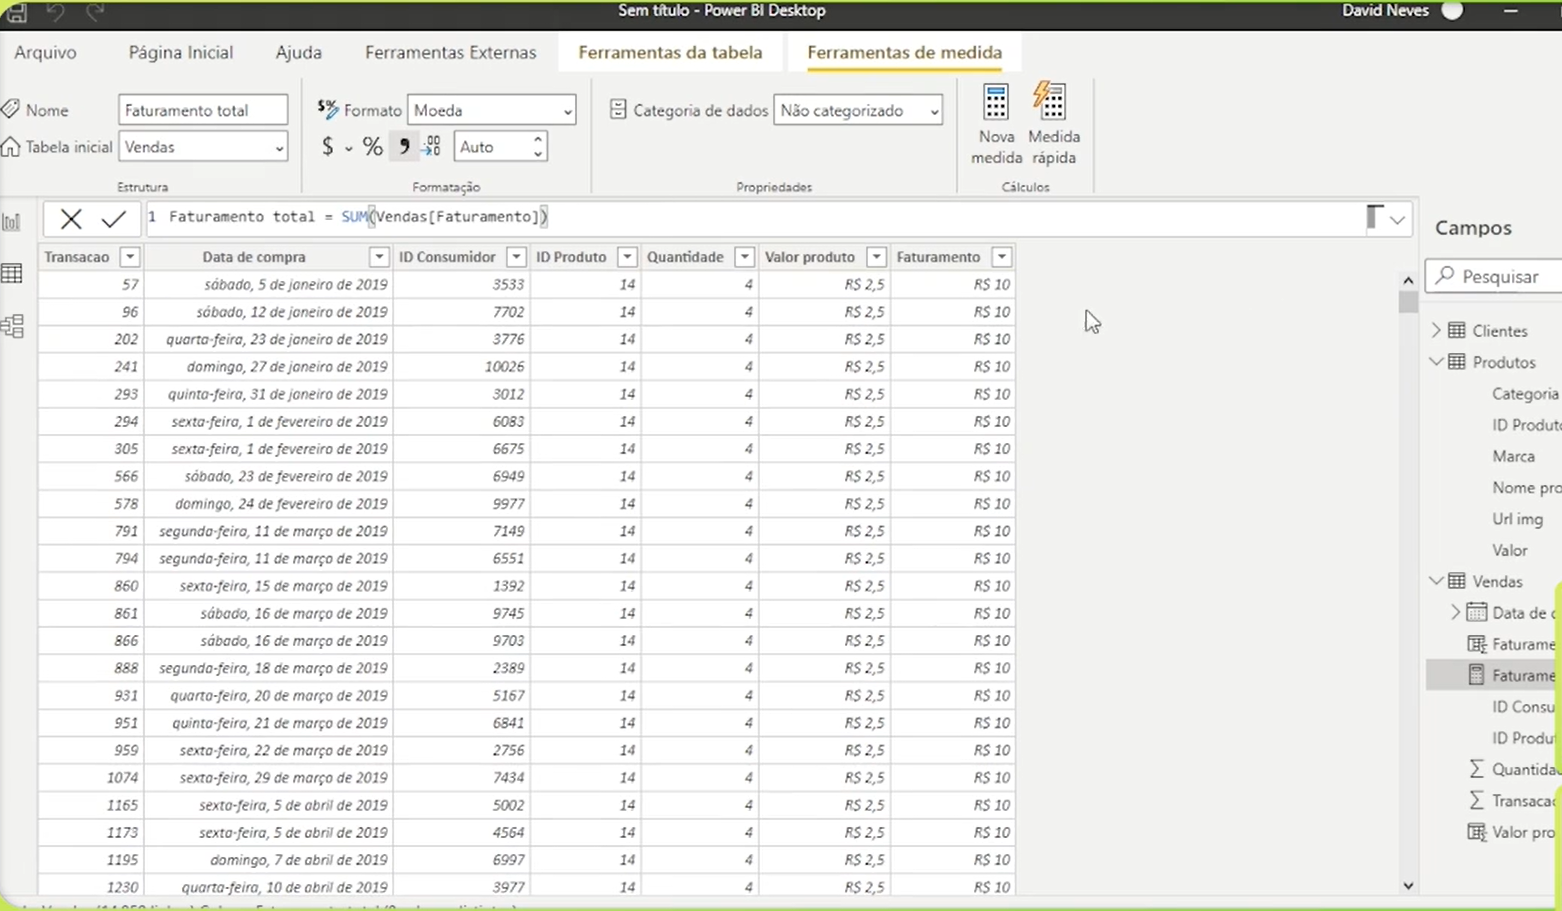 Sem título - Power BI Desktop
David Neves
Arquivo Página Inicial Ajuda Ferramentas Externas Ferramentas da tabela Ferramentas de medida
Nome Faturamento total
Formato Moeda
Categoria de dados Não categorizado
Tabela inicial Vendas
$ % 9 00 Auto
Nova medida
Medida rápida
Estrutura Formatação Propriedades Cálculos
1 Faturamento total = SUM(Vendas[Faturamento])
Transacao Data de compra ID Consumidor ID Produto Quantidade Valor produto Faturamento
57 sábado, 5 de janeiro de 2019 3533 14 4 R$ 2,5 R$ 10
96 sábado, 12 de janeiro de 2019 7702 14 4 R$ 2,5 R$ 10
202 quarta-feira, 23 de janeiro de 2019 3776 14 4 R$ 2,5 R$ 10
241 domingo, 27 de janeiro de 2019 10026 14 4 R$ 2,5 R$ 10
293 quinta-feira, 31 de janeiro de 2019 3012 14 4 R$ 2,5 R$ 10
294 sexta-feira, 1 de fevereiro de 2019 6083 14 4 R$ 2,5 R$ 10
305 sexta-feira, 1 de fevereiro de 2019 6675 14 4 R$ 2,5 R$ 10
566 sábado, 23 de fevereiro de 2019 6949 14 4 R$ 2,5 R$ 10
578 domingo, 24 de fevereiro de 2019 9977 14 4 R$ 2,5 R$ 10
791 segunda-feira, 11 de março de 2019 7149 14 4 R$ 2,5 R$ 10
794 segunda-feira, 11 de março de 2019 6551 14 4 R$ 2,5 R$ 10
860 sexta-feira, 15 de março de 2019 1392 14 4 R$ 2,5 R$ 10
861 sábado, 16 de março de 2019 9745 14 4 R$ 2,5 R$ 10
866 sábado, 16 de março de 2019 9703 14 4 R$ 2,5 R$ 10
888 segunda-feira, 18 de março de 2019 2389 14 4 R$ 2,5 R$ 10
931 quarta-feira, 20 de março de 2019 5167 14 4 R$ 2,5 R$ 10
951 quinta-feira, 21 de março de 2019 6841 14 4 R$ 2,5 R$ 10
959 sexta-feira, 22 de março de 2019 2756 14 4 R$ 2,5 R$ 10
1074 sexta-feira, 29 de março de 2019 7434 14 4 R$ 2,5 R$ 10
1165 sexta-feira, 5 de abril de 2019 5002 14 4 R$ 2,5 R$ 10
1173 sexta-feira, 5 de abril de 2019 4564 14 4 R$ 2,5 R$ 10
1195 domingo, 7 de abril de 2019 6997 14 4 R$ 2,5 R$ 10
1230 quarta-feira, 10 de abril de 2019 3977 14 4 R$ 2,5 R$ 10
Campos
Pesquisar
Clientes
Produtos
Categoria
ID Produto
Marca
Nome pro
Url img
Valor
Vendas
Data de c
Faturame
Faturame
ID Consu
ID Produt
Quantidad
Transacac
Valor pro